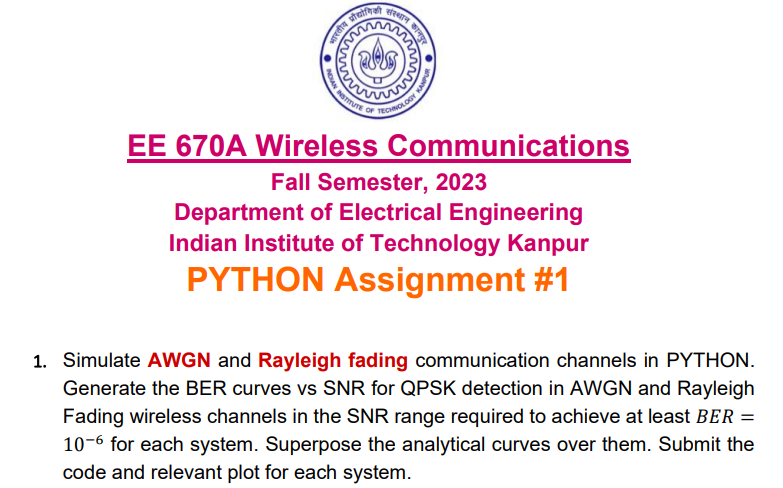 भारतीय प्रौद्योगिकी संस्थान कानपुर
INDIAN INSTITUTE OF TECHNOLOGY KANPUR
EE 670A Wireless Communications
Fall Semester, 2023
Department of Electrical Engineering
Indian Institute of Technology Kanpur
PYTHON Assignment #1
1. Simulate AWGN and Rayleigh fading communication channels in PYTHON.
Generate the BER curves vs SNR for QPSK detection in AWGN and Rayleigh
Fading wireless channels in the SNR range required to achieve at least BER =
10⁻⁶ for each system. Superpose the analytical curves over them. Submit the
code and relevant plot for each system.